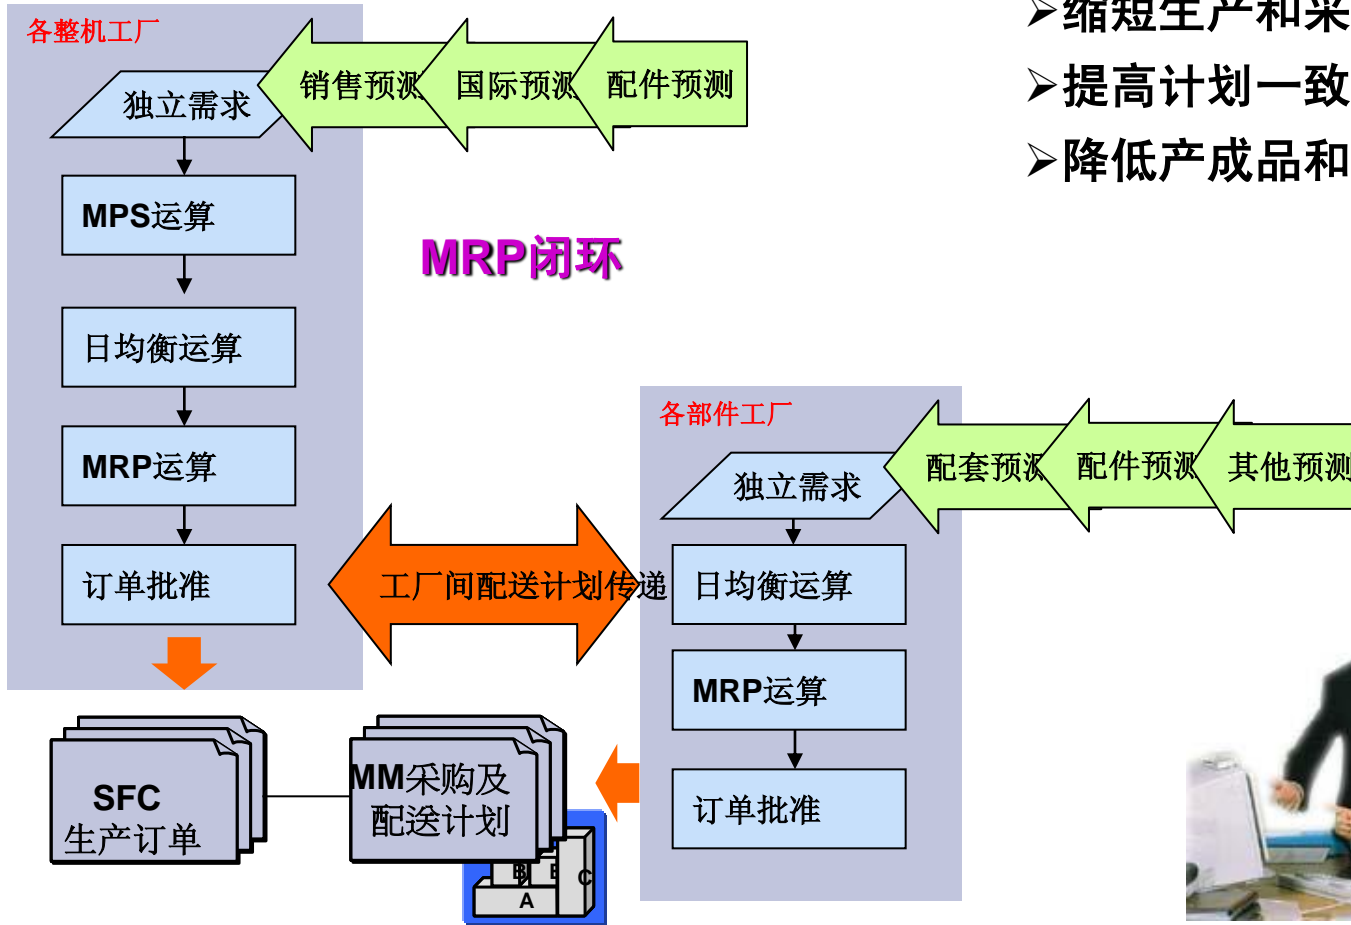 ➢缩短生产和采
➢提高计划一致
➢降低产成品和
各整机工厂
独立需求
销售预测
国际预测
配件预测
MPS运算
日均衡运算
MRP运算
订单批准
MRP闭环
工厂间配送计划传递
各部件工厂
独立需求
配套预测
配件预测
其他预测
日均衡运算
MRP运算
订单批准
SFC
生产订单
MM采购及
配送计划
B
C
A